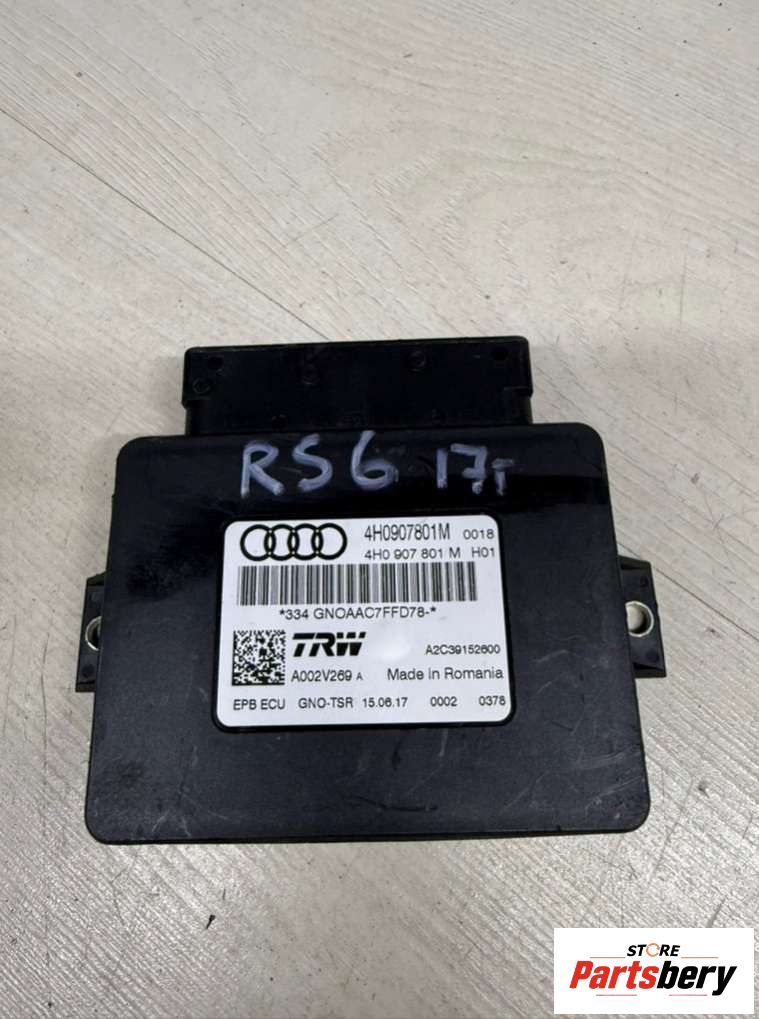 RS6 17г
4H0907801M 0018
4H0 907 801 M H01
*334 GNOAAC7FFD78-*
TRW A2C39152600
A002V269 A Made in Romania
EPB ECU GNO-TSR 15.06.17 0002 0378
STORE
Partsbery